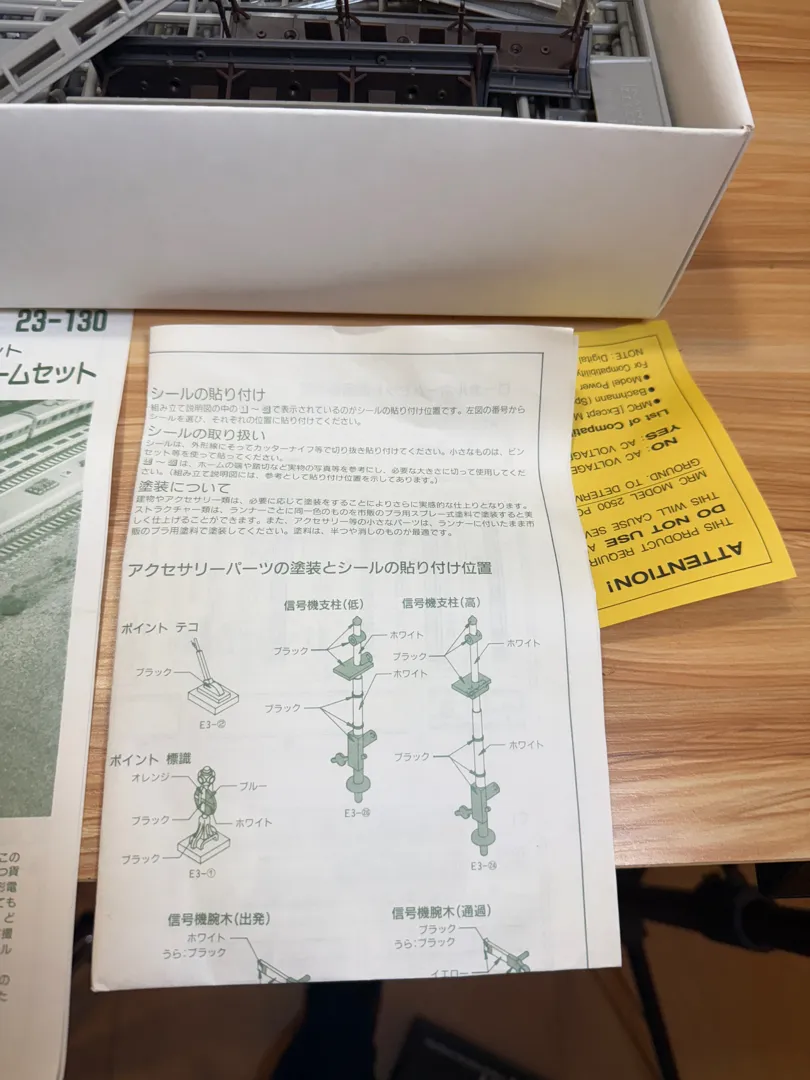 23-130
ット
ームセット
シールの貼り付け
組み立て説明図の中の
で表示されているのがシールの貼り付け位置です。左図の番号から
シールを選び、それぞれの位置に貼り付けてください。
シールの取り扱い
シールは、外形線にそってカッターナイフ等で切り抜き貼り付けてください。小さなものは、ピン
セット等を使って貼ってください。
は、ホームの端や踏切など実物の写真等を参考にし、必要な大きさに切って使用してくだ
さい。(組み立て説明図には、参考として貼り付け位置を示してあります。)
塗装について
建物やアクセサリー類は、必要に応じて塗装をすることによりさらに実感的な仕上りとなります。
ストラクチャー類は、ランナーごとに同一色のものを市販のプラ用スプレー式塗料で塗装すると美
しく仕上げることができます。また、アクセサリー等の小さなパーツは、ランナーに付いたまま市
販のプラ用塗料で塗装してください。塗料は、半つや消しのものが最適です。
アクセサリーパーツの塗装とシールの貼り付け位置
ポイント テコ
ブラック
E3-㉒
信号機支柱(低)
ブラック
ホワイト
ホワイト
ブラック
信号機支柱(高)
ブラック
ホワイト
ブラック
ホワイト
E3-㉔
ポイント 標識
オレンジ
ブルー
ブラック
ホワイト
ブラック
E3-①
信号機腕木(出発)
ホワイト
うら:ブラック
信号機腕木(通過)
ブラック
うら:ブラック
イエロー
この
つ貨
形電
ても
ど
ル
の
た
ATTENTION!
THIS PRODUCT REQUIR
DO NOT USE A
THIS WILL CAUSE SEV
MRC MODEL 2500 PO
GROUND. TO DETERM
NO: AC VOLTAGE
YES: AC VOLTAGE
List of Compatib
MRC [Except M
Bachmann (Sp
Model Power
For Compatibility
NOTE: Digital